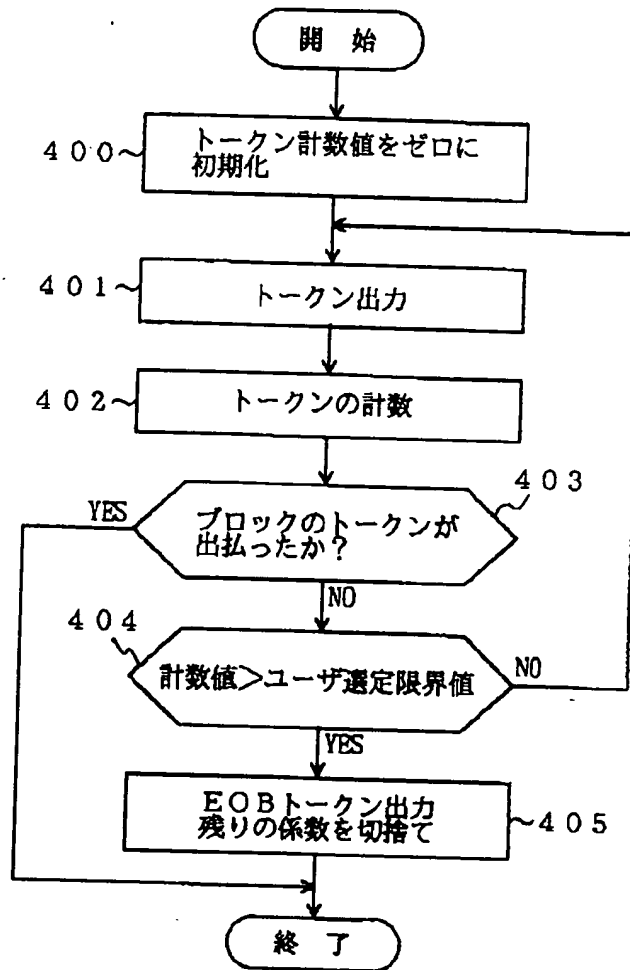 開 始
400
トークン計数値をゼロに
初期化
401
トークン出力
402
トークンの計数
403
YES
ブロックのトークンが
出払ったか?
NO
404
計数値>ユーザ選定限界値
NO
YES
EOBトークン出力
残りの係数を切捨て
405
終 了